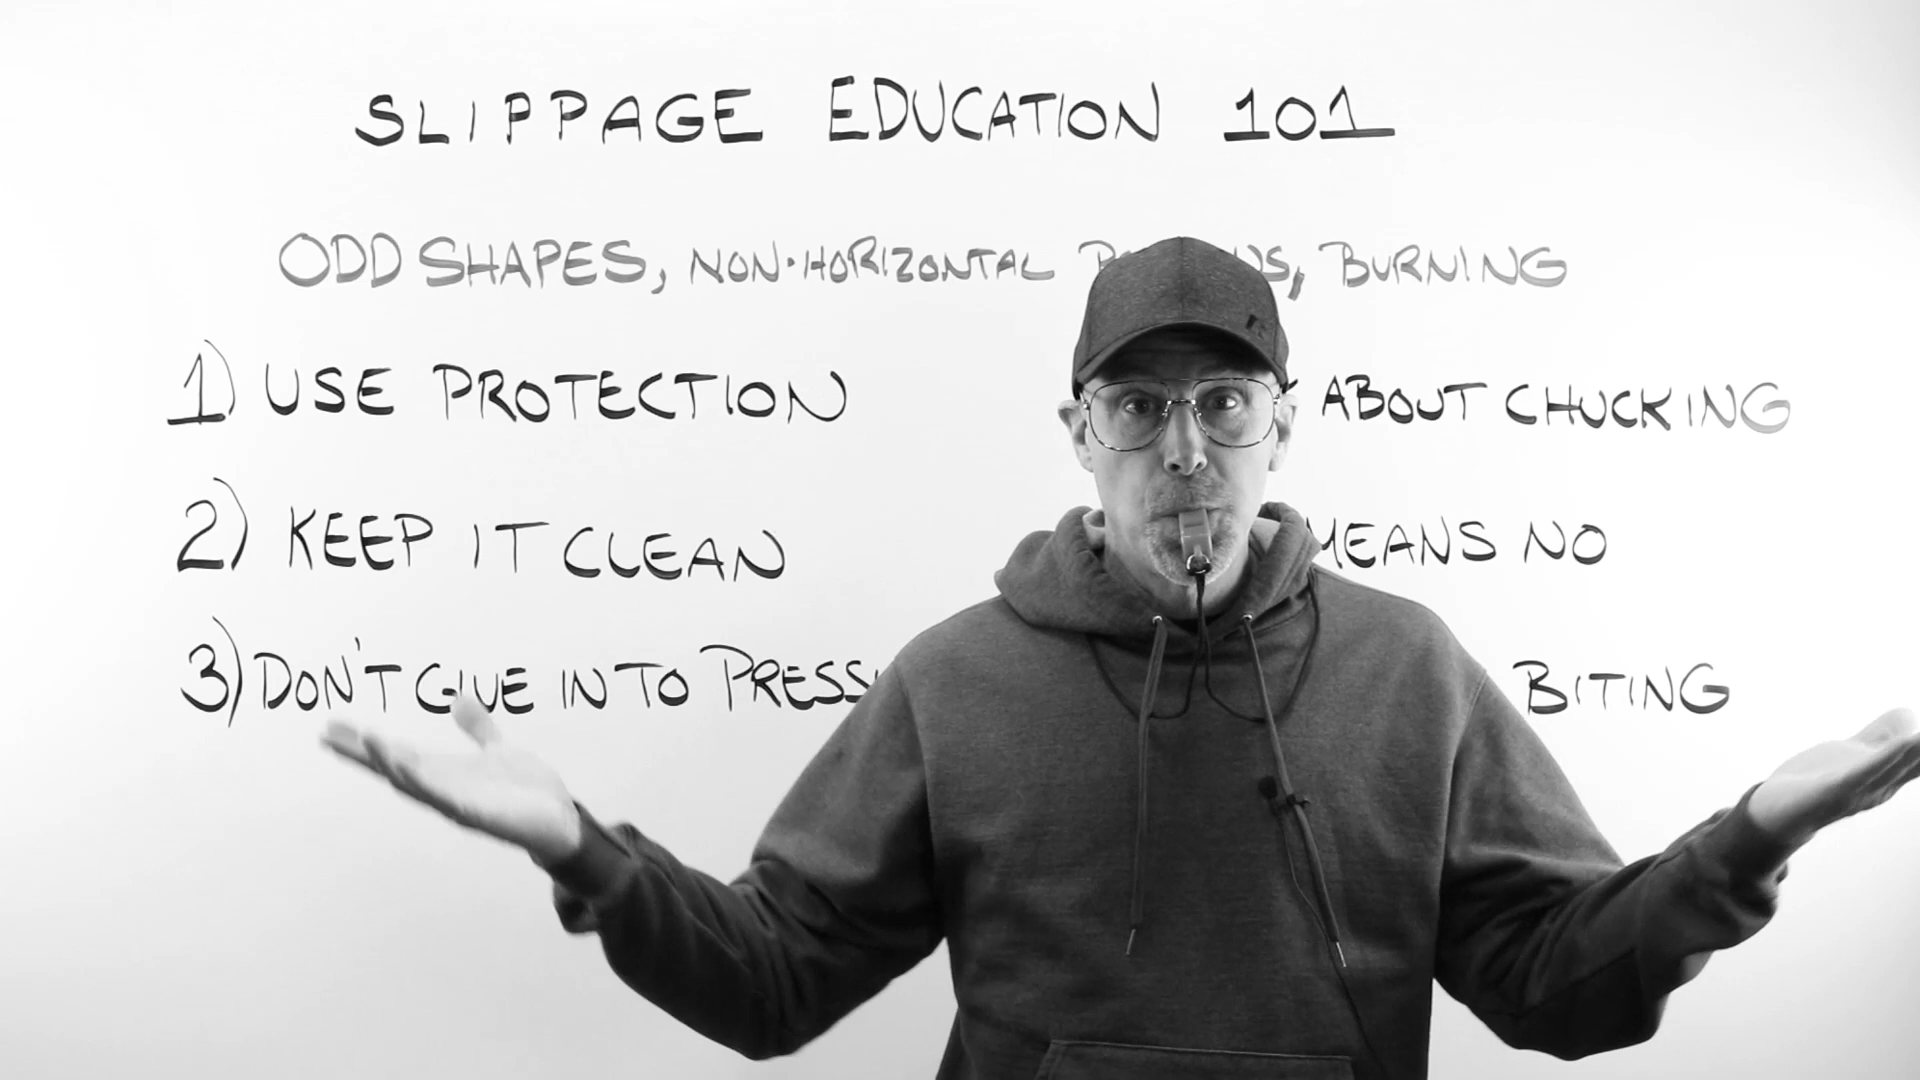 SLIPPAGE EDUCATION 101
ODD SHAPES, NON-HORIZONTAL BURNING
1) USE PROTECTION
ABOUT CHUCKING
2) KEEP IT CLEAN
MEANS NO
3) DON'T GIVE IN TO
BITING